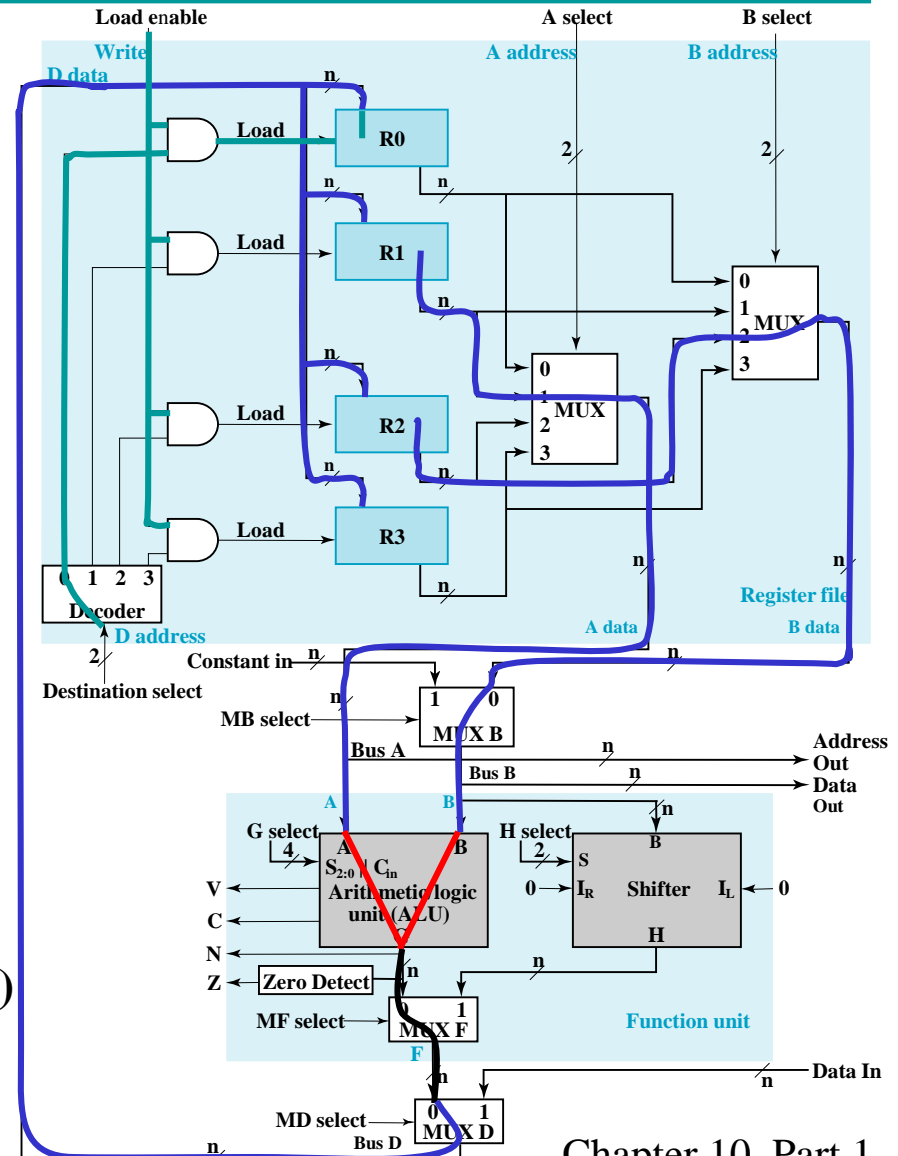 Load enable
A select
B select
Write
A address
B address
D data
n
Load
R0
2
2
n
n
Load
R1
0
1
MUX
2
3
n
n
0
1
MUX
2
3
Load
R2
n
n
Load
R3
0 1 2 3
Decoder
n
n
n
Register file
D address
A data
B data
2
Constant in
n
n
Destination select
1 0
n
MB select
MUX B
Bus A
n
Address
Out
Bus B
n
Data
Out
A
B
n
G select
H select
A
B
B
4
2
S
S2:0 || Cin
V
Arithmetic/logic
unit (ALU)
0
IR
Shifter
IL
0
C
G
H
N
n
n
Z
Zero Detect
)
0 1
MF select
MUX F
Function unit
F
n
n
Data In
0 1
MD select
MUX D
Bus D
n
Chapter 10 Part 1